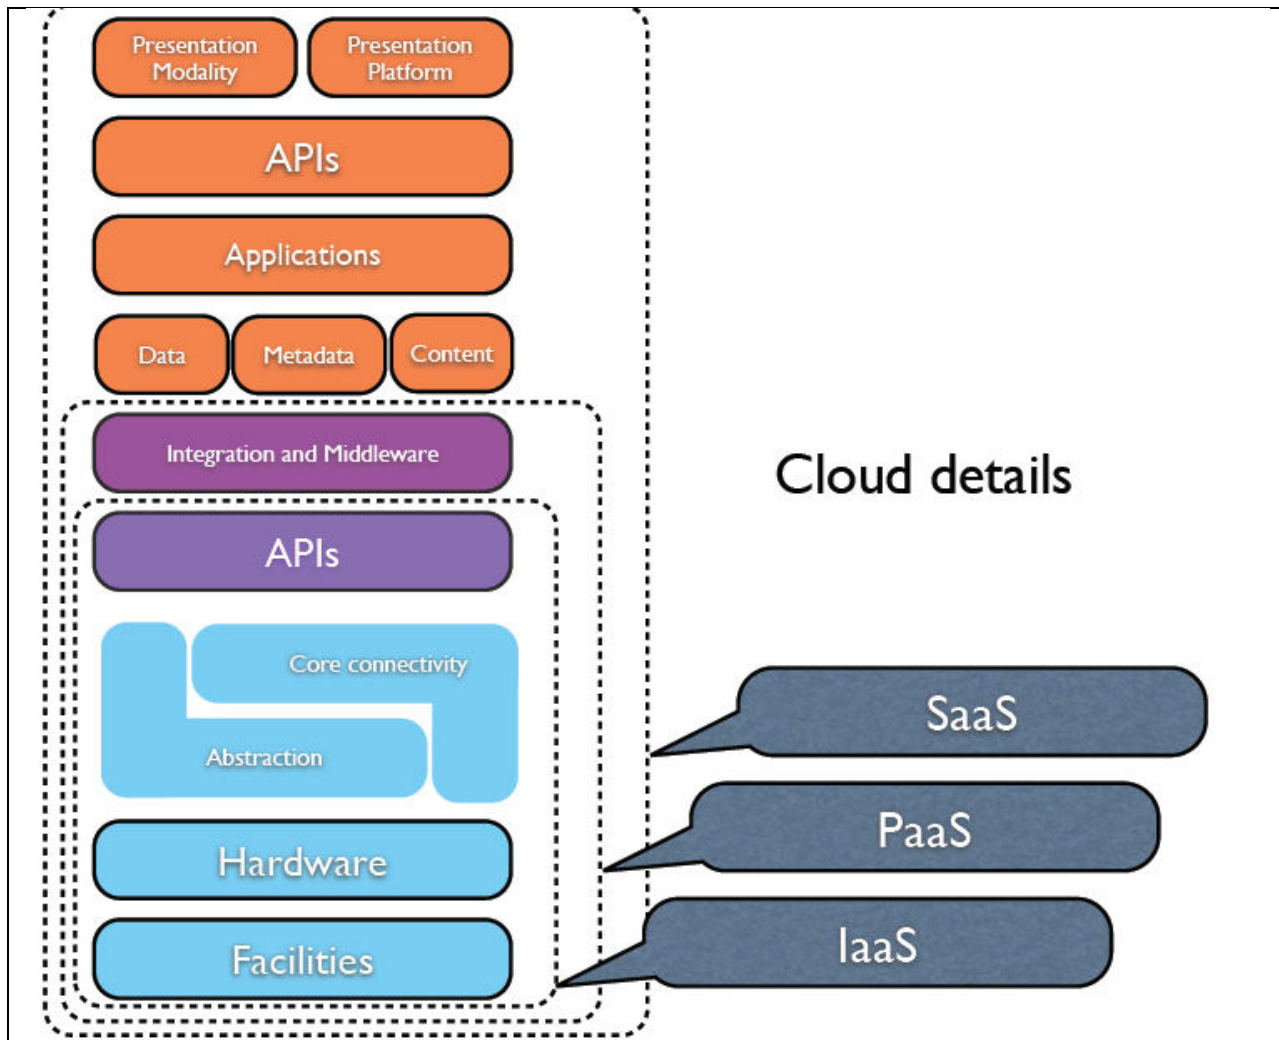 Presentation
Modality
Presentation
Platform
APIs
Applications
Data
Metadata
Content
Integration and Middleware
Cloud details
APIs
Core connectivity
Abstraction
SaaS
PaaS
Hardware
IaaS
Facilities